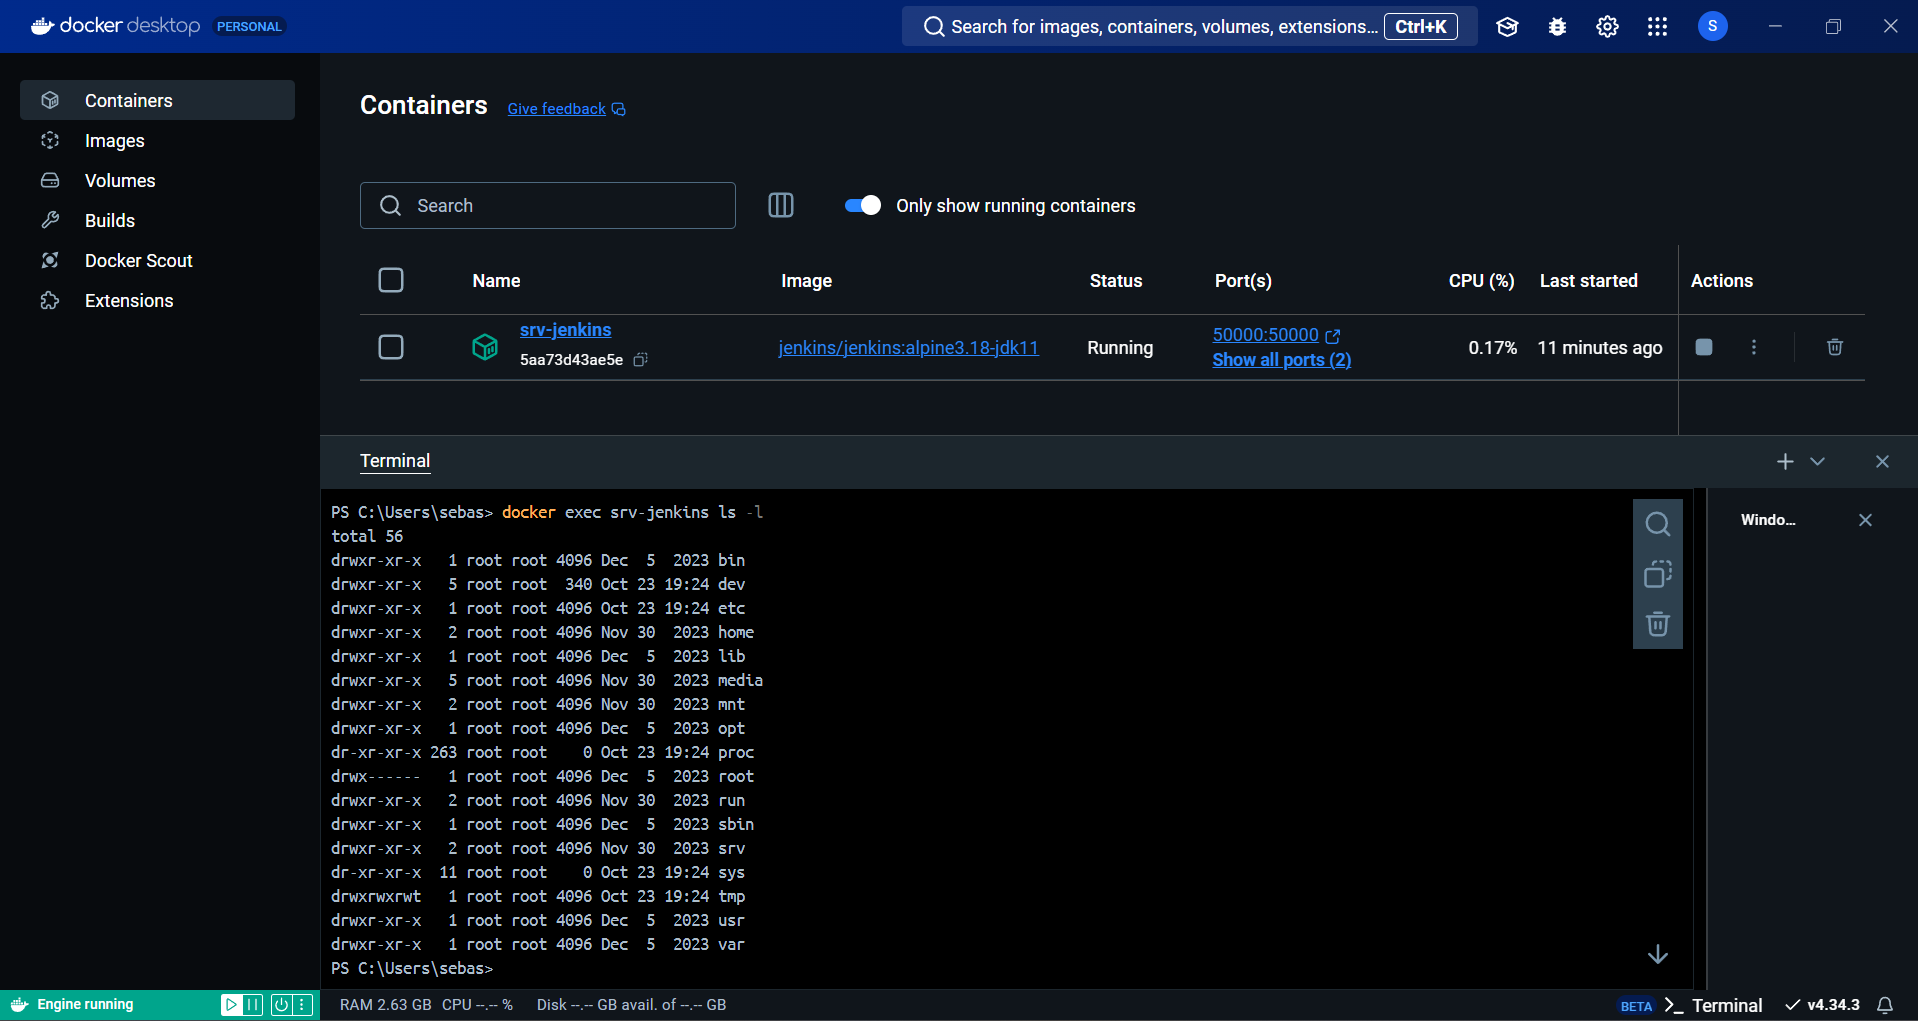 docker desktop PERSONAL
Search for images, containers, volumes, extensions... Ctrl+K
S
Containers
Images
Volumes
Builds
Docker Scout
Extensions
Containers Give feedback
Search
Only show running containers
Name Image Status Port(s) CPU (%) Last started Actions
srv-jenkins
5aa73d43ae5e
jenkins/jenkins:alpine3.18-jdk11
Running
50000:50000
Show all ports (2)
0.17%
11 minutes ago
Terminal
PS C:\Users\sebas> docker exec srv-jenkins ls -l
total 56
drwxr-xr-x   1 root root 4096 Dec  5  2023 bin
drwxr-xr-x   5 root root  340 Oct 23 19:24 dev
drwxr-xr-x   1 root root 4096 Oct 23 19:24 etc
drwxr-xr-x   2 root root 4096 Nov 30  2023 home
drwxr-xr-x   1 root root 4096 Dec  5  2023 lib
drwxr-xr-x   5 root root 4096 Nov 30  2023 media
drwxr-xr-x   2 root root 4096 Nov 30  2023 mnt
drwxr-xr-x   1 root root 4096 Dec  5  2023 opt
dr-xr-xr-x 263 root root    0 Oct 23 19:24 proc
drwx------   1 root root 4096 Dec  5  2023 root
drwxr-xr-x   2 root root 4096 Nov 30  2023 run
drwxr-xr-x   1 root root 4096 Dec  5  2023 sbin
drwxr-xr-x   2 root root 4096 Nov 30  2023 srv
dr-xr-xr-x  11 root root    0 Oct 23 19:24 sys
drwxrwxrwt   1 root root 4096 Oct 23 19:24 tmp
drwxr-xr-x   1 root root 4096 Dec  5  2023 usr
drwxr-xr-x   1 root root 4096 Dec  5  2023 var
PS C:\Users\sebas>
Windo...
Engine running
RAM 2.63 GB CPU --.-- % Disk --.-- GB avail. of --.-- GB
BETA Terminal v4.34.3